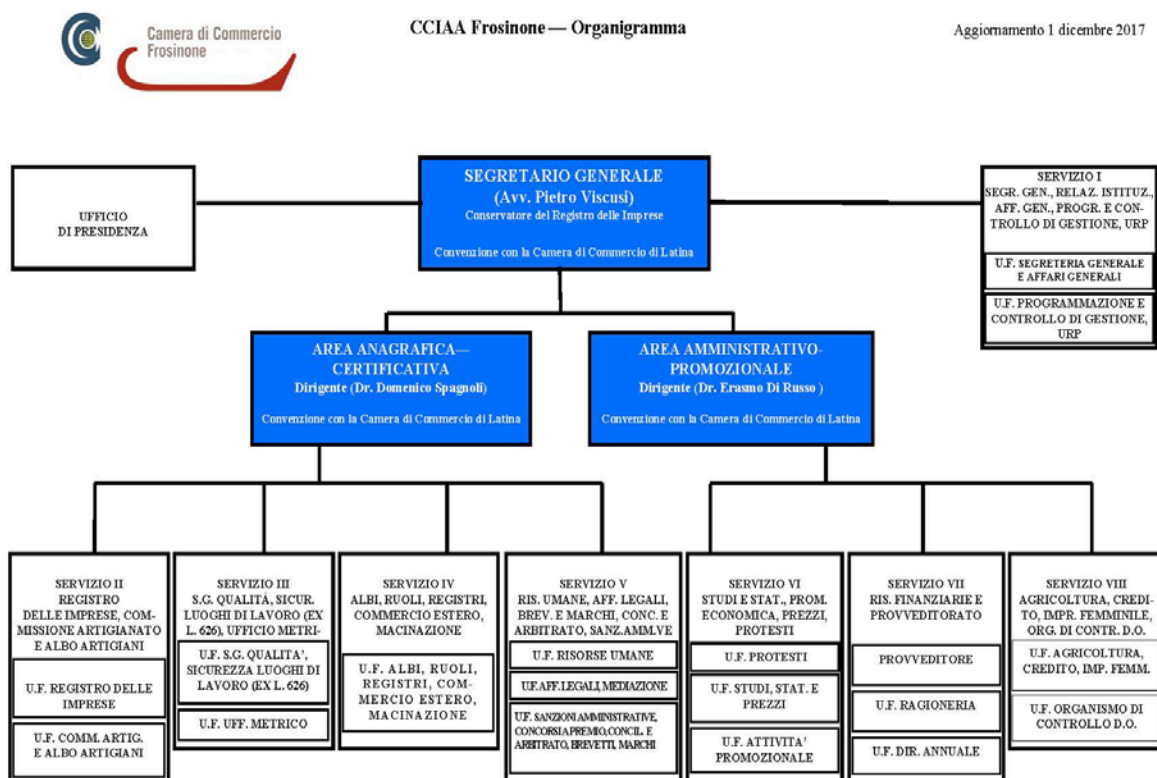 Camera di Commercio
Frosinone
CCIAA Frosinone — Organigramma
Aggiornamento 1 dicembre 2017
UFFICIO
DI PRESIDENZA
SEGRETARIO GENERALE
(Avv. Pietro Viscusi)
Conservatore del Registro delle Imprese
Convenzione con la Camera di Commercio di Latina
SERVIZIO I
SEGR. GEN., RELAZ. ISTITUZ.,
AFF. GEN., PROGR. E CON-
TROLLO DI GESTIONE, URP
U.F. SEGRETERIA GENERALE
E AFFARI GENERALI
U.F. PROGRAMMAZIONE E
CONTROLLO DI GESTIONE,
URP
AREA ANAGRAFICA—
CERTIFICATIVA
Dirigente (Dr. Domenico Spagnoli)
Convenzione con la Camera di Commercio di Latina
AREA AMMINISTRATIVO-
PROMOZIONALE
Dirigente (Dr. Erasmo Di Russo )
Convenzione con la Camera di Commercio di Latina
SERVIZIO II
REGISTRO
DELLE IMPRESE, COM-
MISSIONE ARTIGIANATO
E ALBO ARTIGIANI
U.F. REGISTRO DELLE
IMPRESE
U.F. COMM. ARTIG.
E ALBO ARTIGIANI
SERVIZIO III
S.G. QUALITÀ, SICUR.
LUOGHI DI LAVORO (EX
L. 626), UFFICIO METRI-
U.F. S.G. QUALITA',
SICUREZZA LUOGHI DI
LAVORO (EX L. 626)
U.F. UFF. METRICO
SERVIZIO IV
ALBI, RUOLI, REGISTRI,
COMMERCIO ESTERO,
MACINAZIONE
U.F. ALBI, RUOLI,
REGISTRI, COM-
MERCIO ESTERO,
MACINAZIONE
SERVIZIO V
RIS. UMANE, AFF. LEGALI,
BREV. E MARCHI, CONC. E
ARBITRATO, SANZ.AMM.VE
U.F. RISORSE UMANE
U.F.AFF.LEGALI, MEDIAZIONE
U.F. SANZIONI AMMINISTRATIVE,
CONCORSI A PREMIO, CONCIL. E
ARBITRATO, BREVETTI, MARCHI
SERVIZIO VI
STUDI E STAT., PROM.
ECONOMICA, PREZZI,
PROTESTI
U.F. PROTESTI
U.F. STUDI, STAT. E
PREZZI
U.F. ATTIVITA'
PROMOZIONALE
SERVIZIO VII
RIS. FINANZIARIE E
PROVVEDITORATO
PROVVEDITORE
U.F. RAGIONERIA
U.F. DIR. ANNUALE
SERVIZIO VIII
AGRICOLTURA, CREDI-
TO, IMPR. FEMMINILE,
ORG. DI CONTR. D.O.
U.F. AGRICOLTURA,
CREDITO, IMP. FEMM.
U.F. ORGANISMO DI
CONTROLLO D.O.